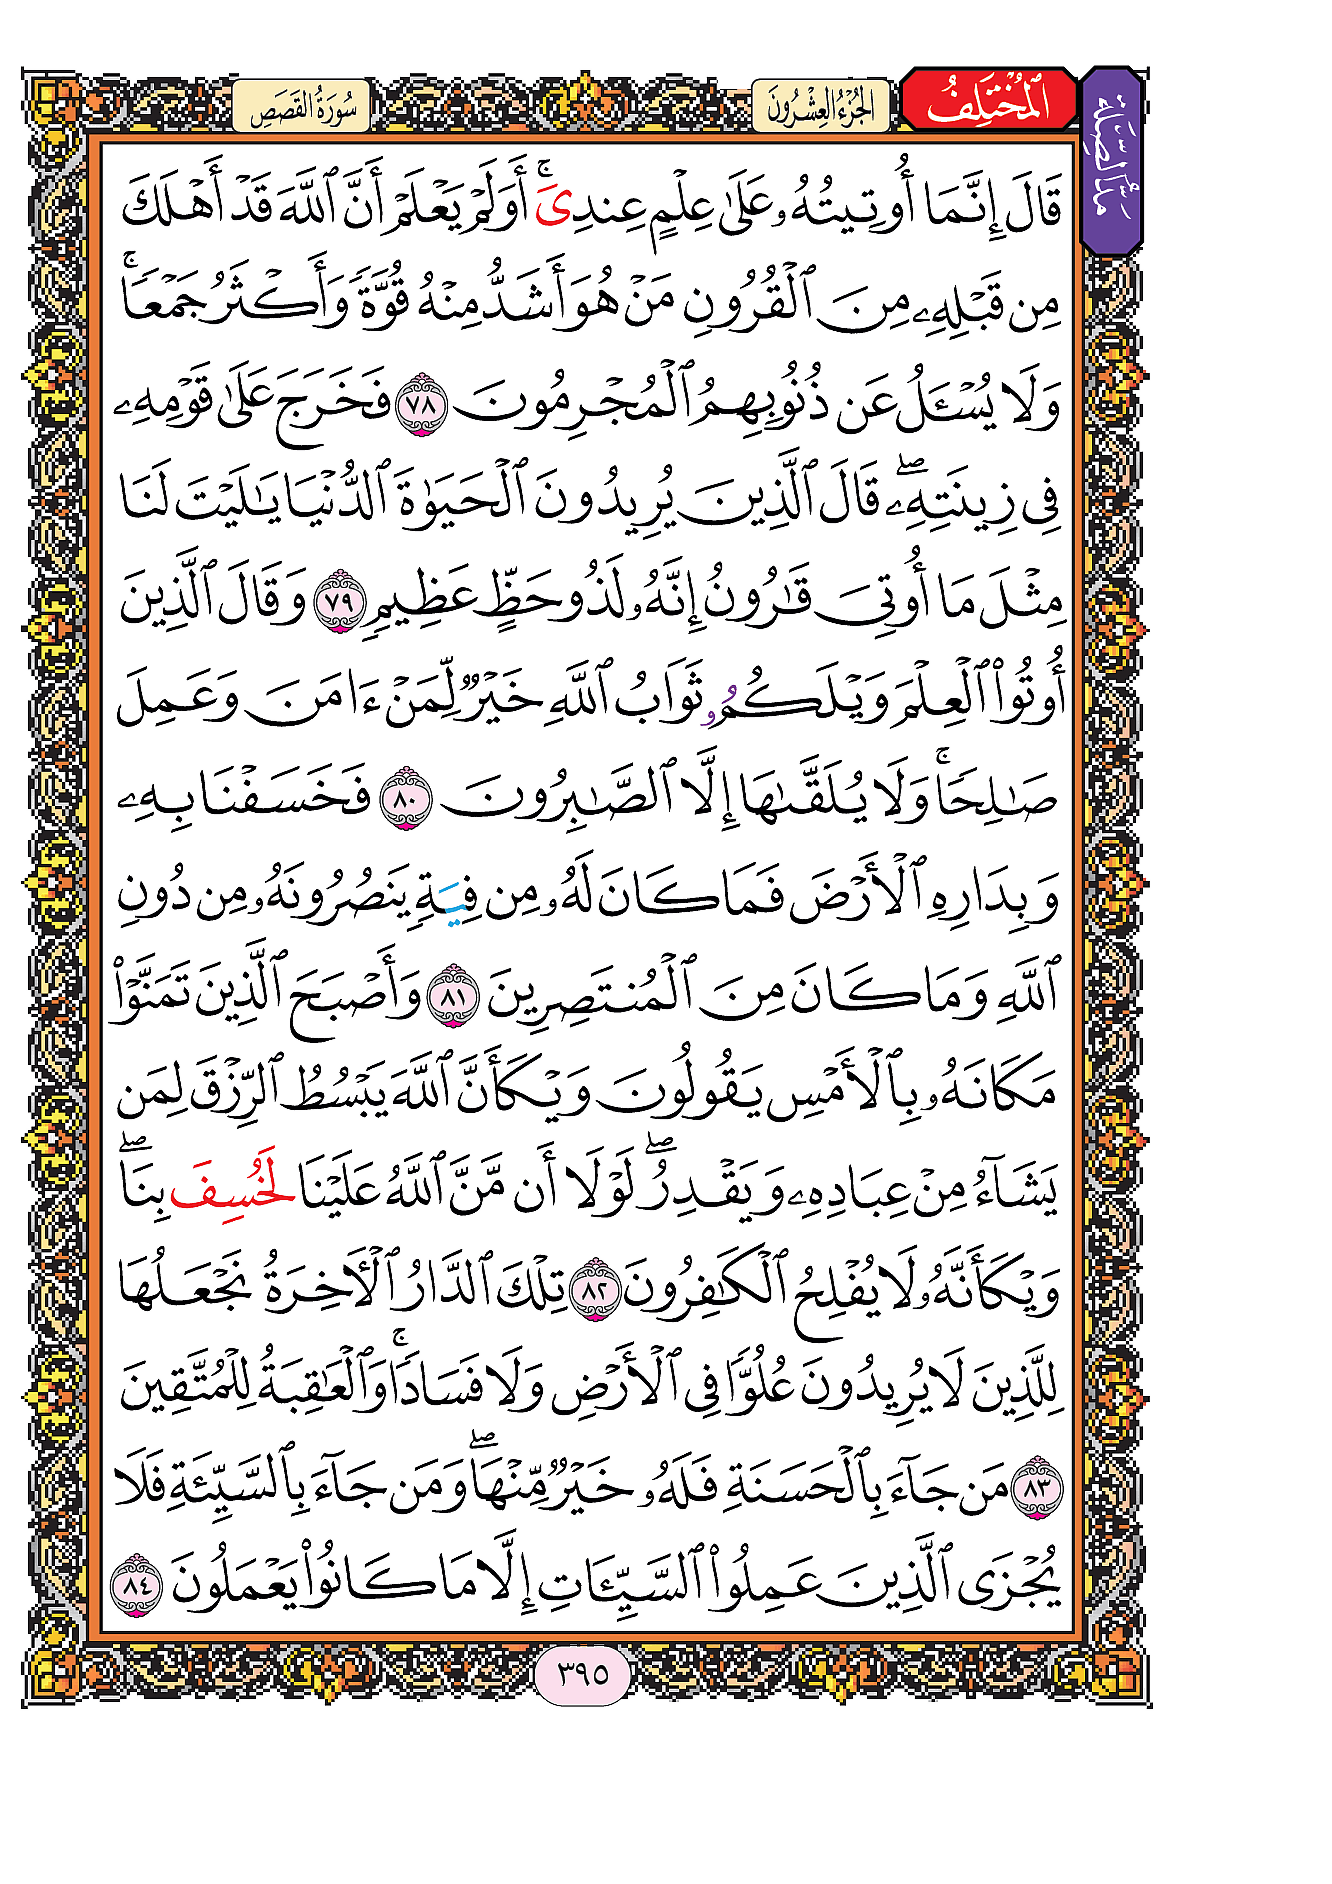 سُورَةُ القَصَصِ
الجُزْءُ العِشْرُونَ
المُخْتَلَفُ
مَدُّ الصِّلَة
قَالَ إِنَّمَا أُوتِيتُهُۥ عَلَىٰ عِلْمٍ عِندِىَۚ أَوَلَمْ يَعْلَمْ أَنَّ ٱللَّهَ قَدْ أَهْلَكَ
مِن قَبْلِهِۦ مِنَ ٱلْقُرُونِ مَنْ هُوَ أَشَدُّ مِنْهُ قُوَّةً وَأَكْثَرُ جَمْعًاۚ
وَلَا يُسْـَٔلُ عَن ذُنُوبِهِمُ ٱلْمُجْرِمُونَ ٧٨ فَخَرَجَ عَلَىٰ قَوْمِهِۦ
فِى زِينَتِهِۦۖ قَالَ ٱلَّذِينَ يُرِيدُونَ ٱلْحَيَوٰةَ ٱلدُّنْيَا يَـٰلَيْتَ لَنَا
مِثْلَ مَا أُوتِىَ قَـٰرُونُ إِنَّهُۥ لَذُو حَظٍّ عَظِيمٍ ٧٩ وَقَالَ ٱلَّذِينَ
أُوتُوا۟ ٱلْعِلْمَ وَيْلَكُمُۥ ثَوَابُ ٱللَّهِ خَيْرٌ لِّمَنْ ءَامَنَ وَعَمِلَ
صَـٰلِحًاۚ وَلَا يُلَقَّىٰهَا إِلَّا ٱلصَّـٰبِرُونَ ٨٠ فَخَسَفْنَا بِهِۦ
وَبِدَارِهِ ٱلْأَرْضَ فَمَا كَانَ لَهُۥ مِن فِيَةٍ يَنصُرُونَهُۥ مِن دُونِ
ٱللَّهِ وَمَا كَانَ مِنَ ٱلْمُنتَصِرِينَ ٨١ وَأَصْبَحَ ٱلَّذِينَ تَمَنَّوْا۟
مَكَانَهُۥ بِٱلْأَمْسِ يَقُولُونَ وَيْكَأَنَّ ٱللَّهَ يَبْسُطُ ٱلرِّزْقَ لِمَن
يَشَآءُ مِنْ عِبَادِهِۦ وَيَقْدِرُۖ لَوْلَا أَن مَّنَّ ٱللَّهُ عَلَيْنَا لَخُسِفَ بِنَاۖ
وَيْكَأَنَّهُۥ لَا يُفْلِحُ ٱلْكَـٰفِرُونَ ٨٢ تِلْكَ ٱلدَّارُ ٱلْـَٔاخِرَةُ نَجْعَلُهَا
لِلَّذِينَ لَا يُرِيدُونَ عُلُوًّا فِى ٱلْأَرْضِ وَلَا فَسَادًاۚ وَٱلْعَـٰقِبَةُ لِلْمُتَّقِينَ
٨٣ مَن جَآءَ بِٱلْحَسَنَةِ فَلَهُۥ خَيْرٌ مِّنْهَاۖ وَمَن جَآءَ بِٱلسَّيِّئَةِ فَلَا
يُجْزَى ٱلَّذِينَ عَمِلُوا۟ ٱلسَّيِّـَٔاتِ إِلَّا مَا كَانُوا۟ يَعْمَلُونَ ٨٤
٣٩٥